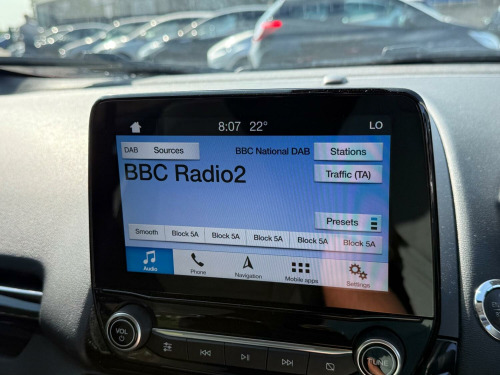 8:07 22° LO
DAB Sources BBC National DAB Stations
BBC Radio2 Traffic (TA)
Presets
Smooth Block 5A Block 5A Block 5A Block 5A Block 5A
Audio Phone Navigation Mobile apps Settings
VOL TUNE